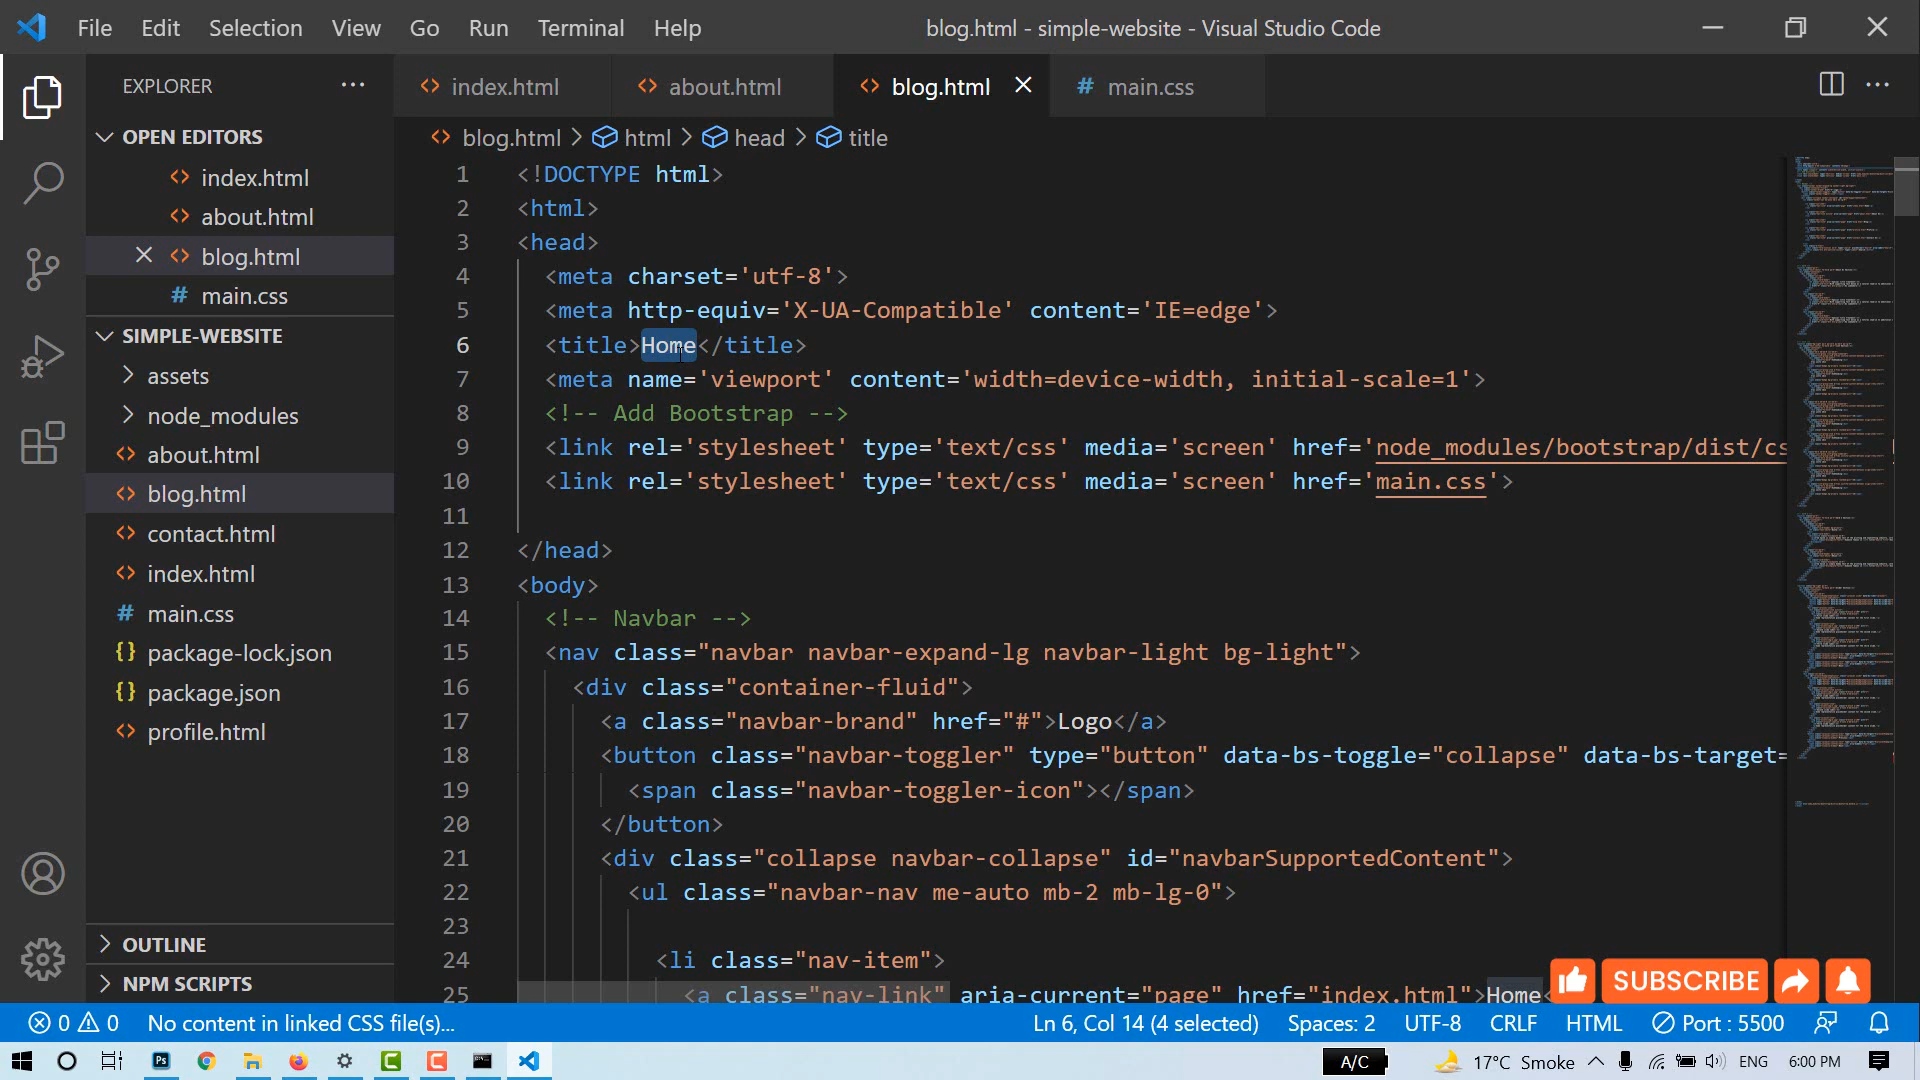 File Edit Selection View Go Run Terminal Help
blog.html - simple-website - Visual Studio Code
EXPLORER
OPEN EDITORS
index.html
about.html
blog.html
main.css
SIMPLE-WEBSITE
assets
node_modules
about.html
blog.html
contact.html
index.html
main.css
package-lock.json
package.json
profile.html
OUTLINE
NPM SCRIPTS
index.html about.html blog.html main.css
blog.html > html > head > title
1 <!DOCTYPE html>
2 <html>
3 <head>
4 <meta charset='utf-8'>
5 <meta http-equiv='X-UA-Compatible' content='IE=edge'>
6 <title>Home</title>
7 <meta name='viewport' content='width=device-width, initial-scale=1'>
8 <!-- Add Bootstrap -->
9 <link rel='stylesheet' type='text/css' media='screen' href='node_modules/bootstrap/dist/cs
10 <link rel='stylesheet' type='text/css' media='screen' href='main.css'>
11
12 </head>
13 <body>
14 <!-- Navbar -->
15 <nav class="navbar navbar-expand-lg navbar-light bg-light">
16 <div class="container-fluid">
17 <a class="navbar-brand" href="#">Logo</a>
18 <button class="navbar-toggler" type="button" data-bs-toggle="collapse" data-bs-target=
19 <span class="navbar-toggler-icon"></span>
20 </button>
21 <div class="collapse navbar-collapse" id="navbarSupportedContent">
22 <ul class="navbar-nav me-auto mb-2 mb-lg-0">
23
24 <li class="nav-item">
25 <a class="nav-link" aria-current="page" href="index.html">Home<
SUBSCRIBE
0 0 No content in linked CSS file(s)... Ln 6, Col 14 (4 selected) Spaces: 2 UTF-8 CRLF HTML Port : 5500
Ps A/C 17°C Smoke ENG 6:00 PM